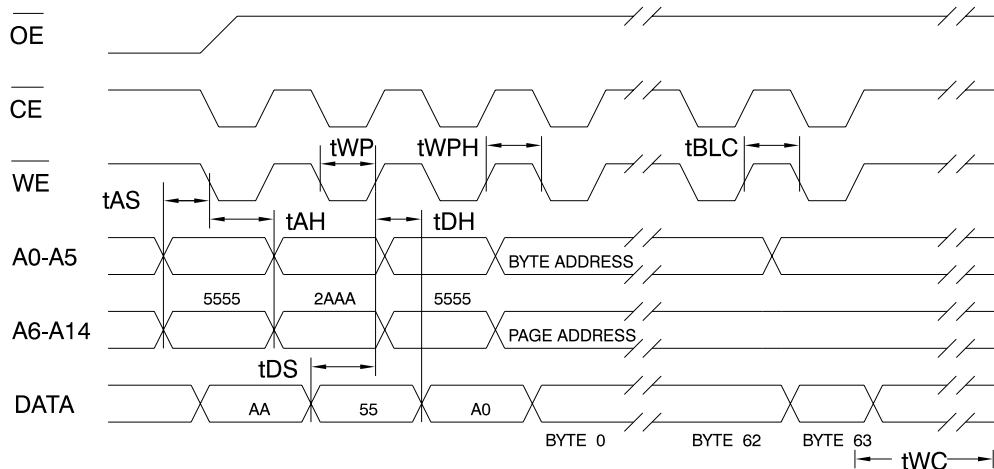 OE
CE
tWP tWPH tBLC
WE
tAS
tAH tDH
A0-A5 BYTE ADDRESS
5555 2AAA 5555
A6-A14 PAGE ADDRESS
tDS
DATA AA 55 A0
BYTE 0 BYTE 62 BYTE 63
tWC